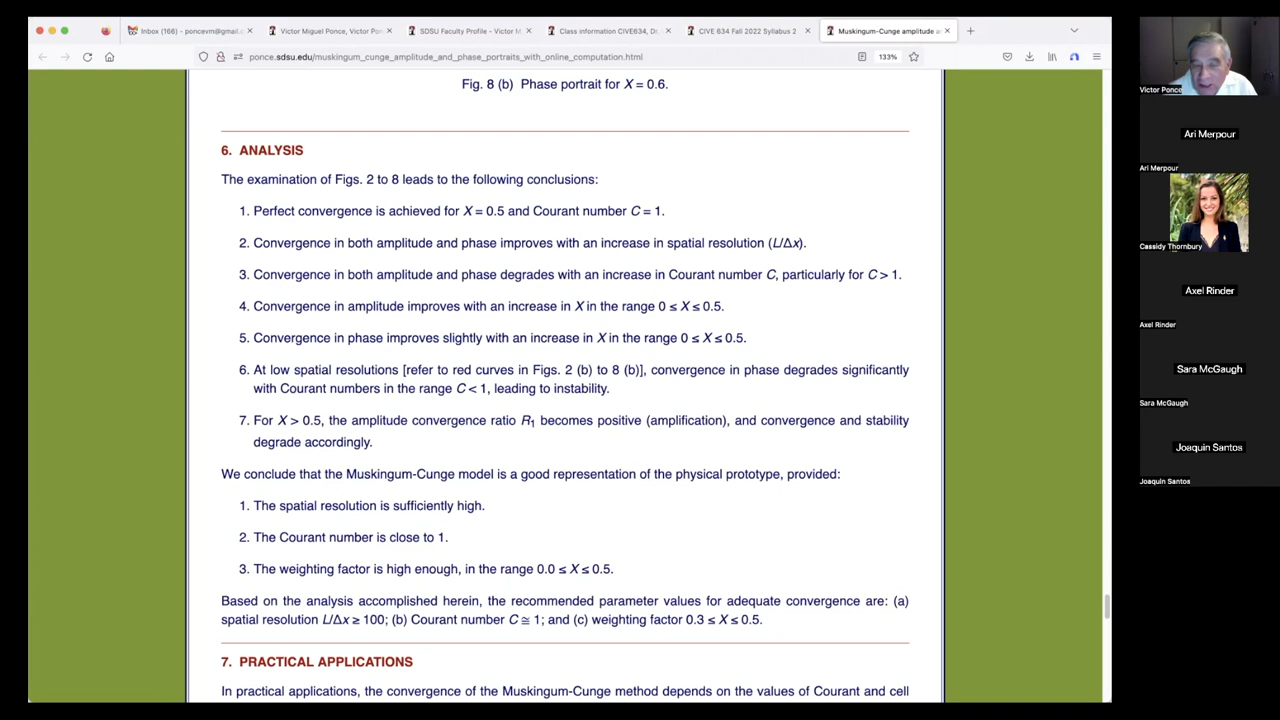 Inbox (166) - poncevm@gmail.c
Victor Miguel Ponce, Victor Pon
SDSU Faculty Profile - Victor M
Class information CIVE634, Dr.
CIVE 634 Fall 2022 Syllabus 2
Muskingum-Cunge amplitude a
ponce.sdsu.edu/muskingum_cunge_amplitude_and_phase_portraits_with_online_computation.html
133%
Fig. 8 (b) Phase portrait for X = 0.6.
6. ANALYSIS
The examination of Figs. 2 to 8 leads to the following conclusions:
1. Perfect convergence is achieved for X = 0.5 and Courant number C = 1.
2. Convergence in both amplitude and phase improves with an increase in spatial resolution (L/Δx).
3. Convergence in both amplitude and phase degrades with an increase in Courant number C, particularly for C > 1.
4. Convergence in amplitude improves with an increase in X in the range 0 ≤ X ≤ 0.5.
5. Convergence in phase improves slightly with an increase in X in the range 0 ≤ X ≤ 0.5.
6. At low spatial resolutions [refer to red curves in Figs. 2 (b) to 8 (b)], convergence in phase degrades significantly
with Courant numbers in the range C < 1, leading to instability.
7. For X > 0.5, the amplitude convergence ratio R1 becomes positive (amplification), and convergence and stability
degrade accordingly.
We conclude that the Muskingum-Cunge model is a good representation of the physical prototype, provided:
1. The spatial resolution is sufficiently high.
2. The Courant number is close to 1.
3. The weighting factor is high enough, in the range 0.0 ≤ X ≤ 0.5.
Based on the analysis accomplished herein, the recommended parameter values for adequate convergence are: (a)
spatial resolution L/Δx ≥ 100; (b) Courant number C ≅ 1; and (c) weighting factor 0.3 ≤ X ≤ 0.5.
7. PRACTICAL APPLICATIONS
In practical applications, the convergence of the Muskingum-Cunge method depends on the values of Courant and cell
Victor Ponce
Ari Merpour
Ari Merpour
Cassidy Thornbury
Axel Rinder
Axel Rinder
Sara McGaugh
Sara McGaugh
Joaquin Santos
Joaquin Santos